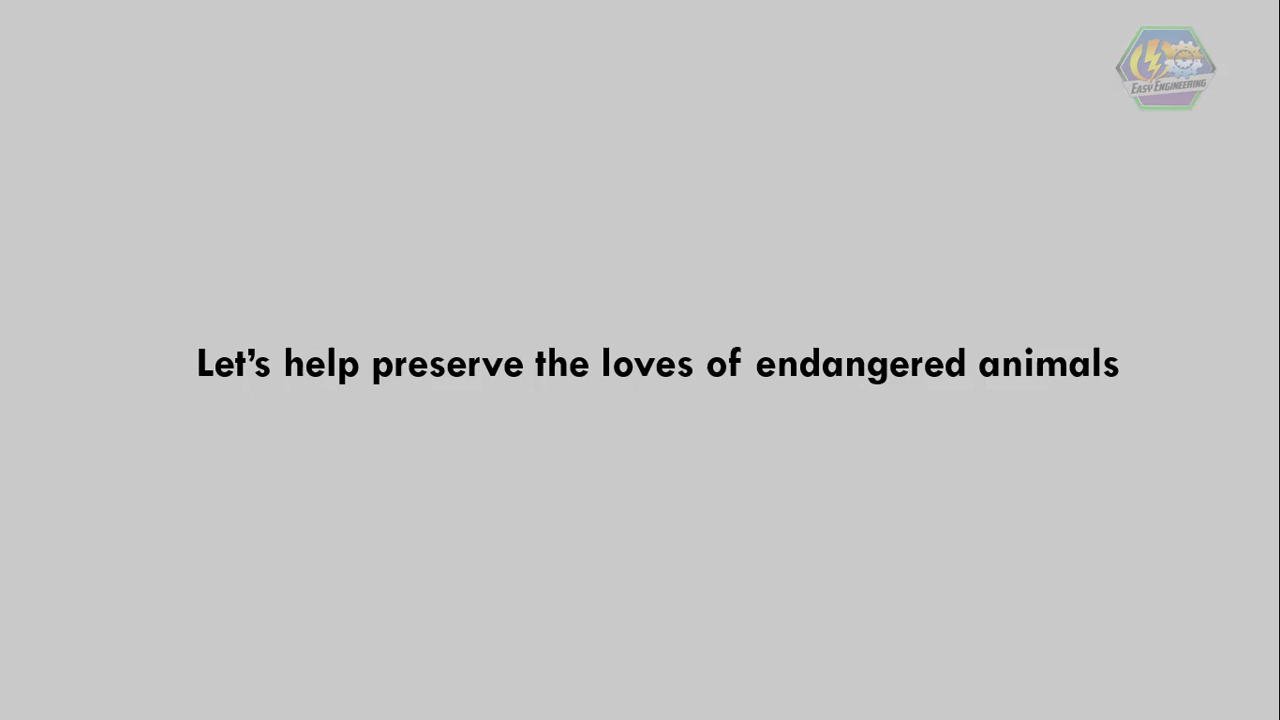 EASY ENGINEERING
Let’s help preserve the loves of endangered animals